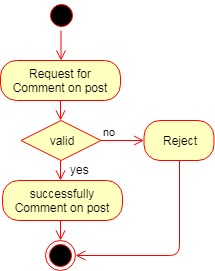 Request for
Comment on post
valid
no
Reject
yes
successfully
Comment on post